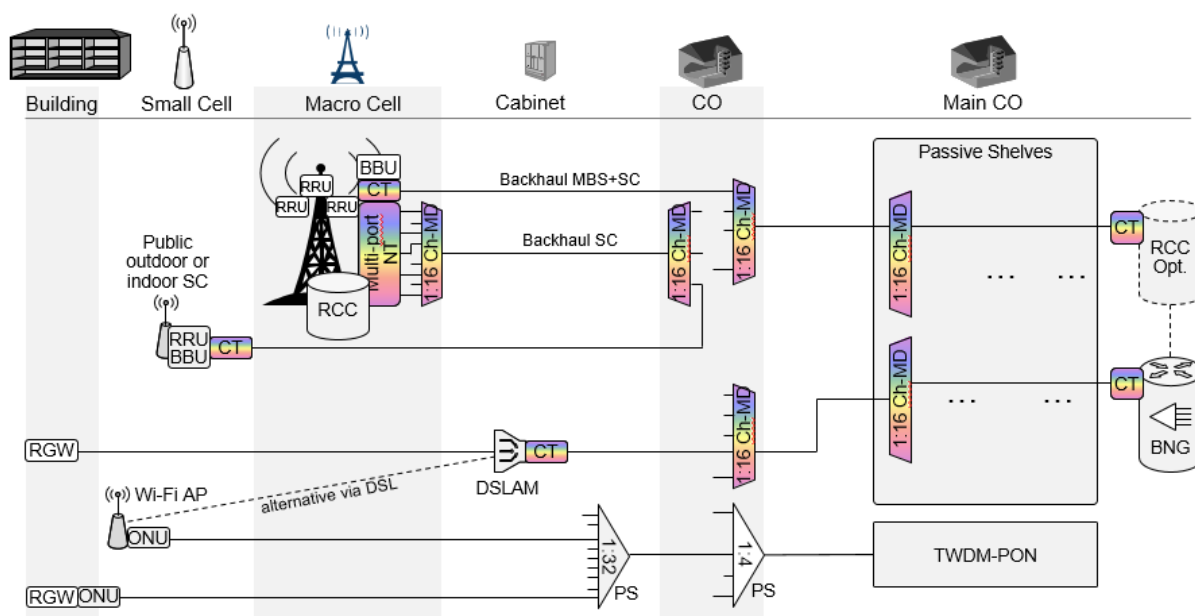 Building
Small Cell
Macro Cell
Cabinet
CO
Main CO
Passive Shelves
BBU
CT
RRU
RRU
RRU
Multi-port
NT
RCC
1:16 Ch-MD
Backhaul MBS+SC
Backhaul SC
1:16 Ch-MD
1:16 Ch-MD
1:16 Ch-MD
... ...
CT
RCC
Opt.
Public
outdoor or
indoor SC
RRU
BBU
CT
1:16 Ch-MD
1:16 Ch-MD
... ...
CT
BNG
RGW
CT
DSLAM
Wi-Fi AP
alternative via DSL
ONU
1:32
PS
1:4
PS
TWDM-PON
RGW
ONU